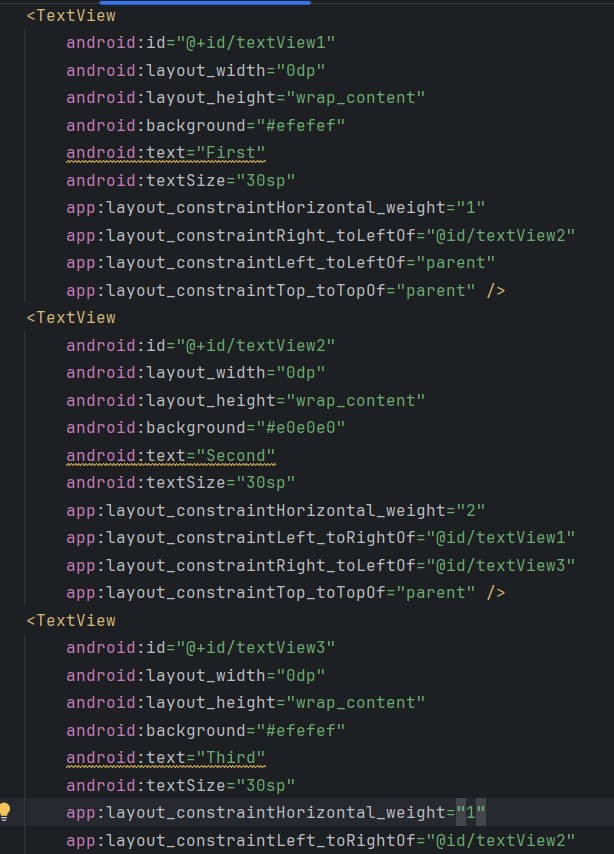 <TextView
android:id="@+id/textView1"
android:layout_width="0dp"
android:layout_height="wrap_content"
android:background="#efefef"
android:text="First"
android:textSize="30sp"
app:layout_constraintHorizontal_weight="1"
app:layout_constraintRight_toLeftOf="@id/textView2"
app:layout_constraintLeft_toLeftOf="parent"
app:layout_constraintTop_toTopOf="parent" />
<TextView
android:id="@+id/textView2"
android:layout_width="0dp"
android:layout_height="wrap_content"
android:background="#e0e0e0"
android:text="Second"
android:textSize="30sp"
app:layout_constraintHorizontal_weight="2"
app:layout_constraintLeft_toRightOf="@id/textView1"
app:layout_constraintRight_toLeftOf="@id/textView3"
app:layout_constraintTop_toTopOf="parent" />
<TextView
android:id="@+id/textView3"
android:layout_width="0dp"
android:layout_height="wrap_content"
android:background="#efefef"
android:text="Third"
android:textSize="30sp"
app:layout_constraintHorizontal_weight="1"
app:layout_constraintLeft_toRightOf="@id/textView2"